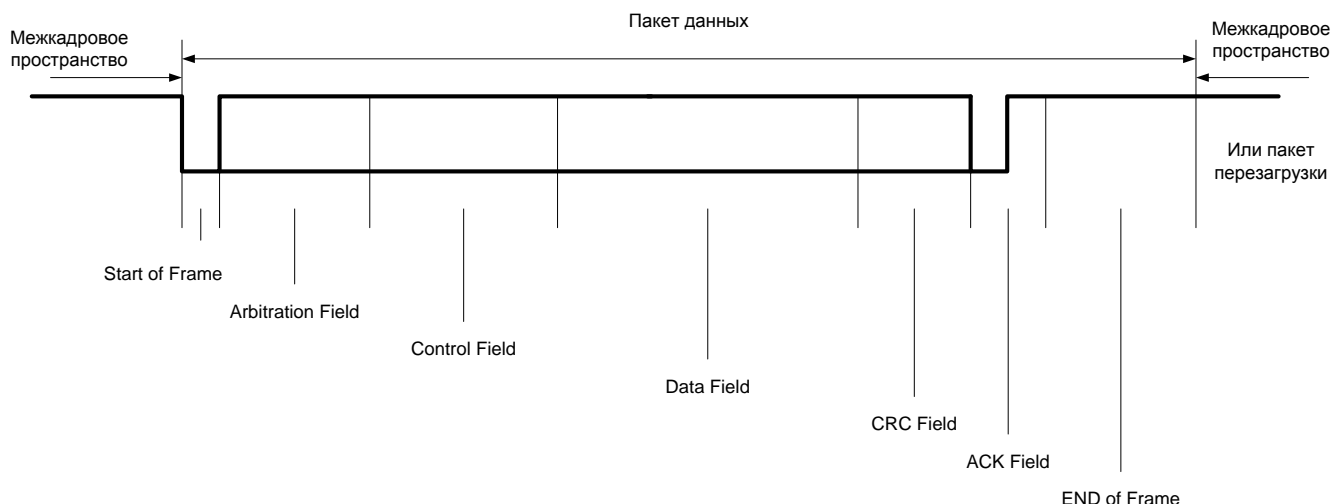 Пакет данных
Межкадровое
пространство
Межкадровое
пространство
Или пакет
перезагрузки
Start of Frame
Arbitration Field
Control Field
Data Field
CRC Field
ACK Field
END of Frame